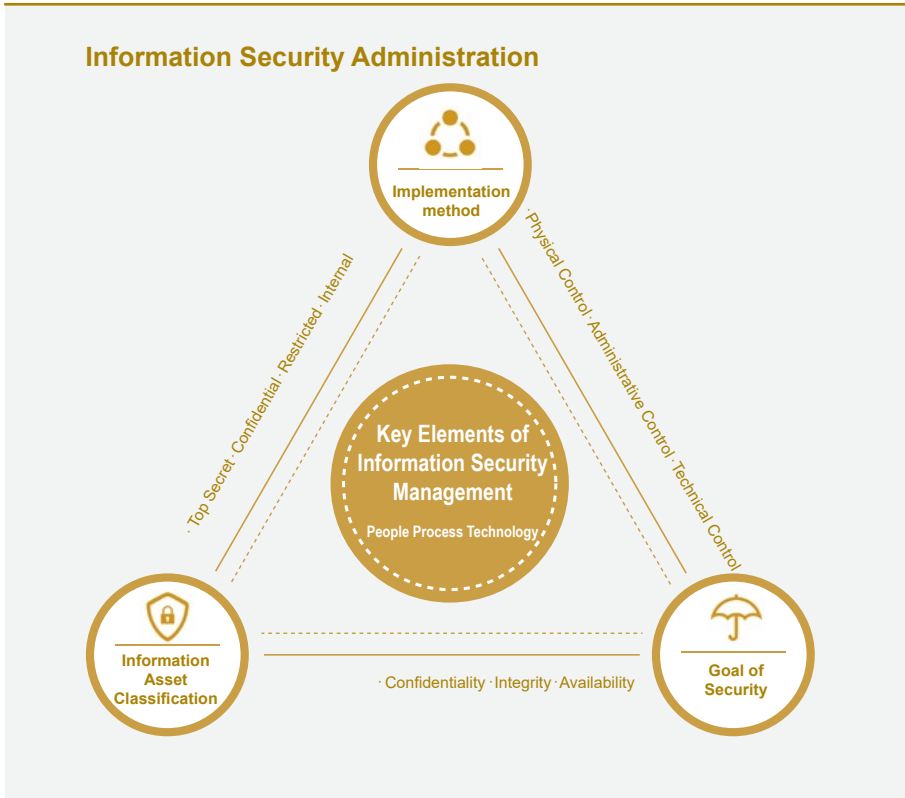 Information Security Administration
Implementation
method
· Top Secret · Confidential · Restricted · Internal
· Physical Control · Administrative Control · Technical Control
Key Elements of
Information Security
Management
People Process Technology
Information
Asset
Classification
Goal of
Security
· Confidentiality · Integrity · Availability